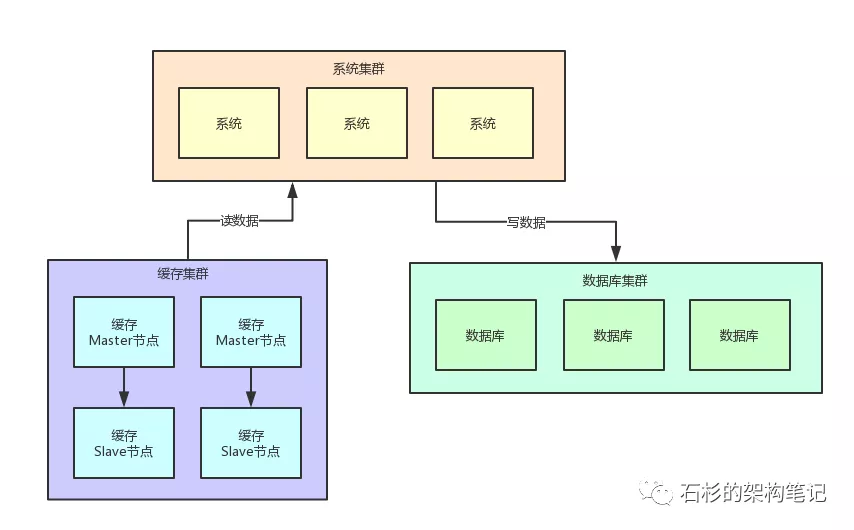 系统集群
系统
系统
系统
读数据
写数据
缓存集群
缓存
Master节点
缓存
Master节点
缓存
Slave节点
缓存
Slave节点
数据库集群
数据库
数据库
数据库
石杉的架构笔记